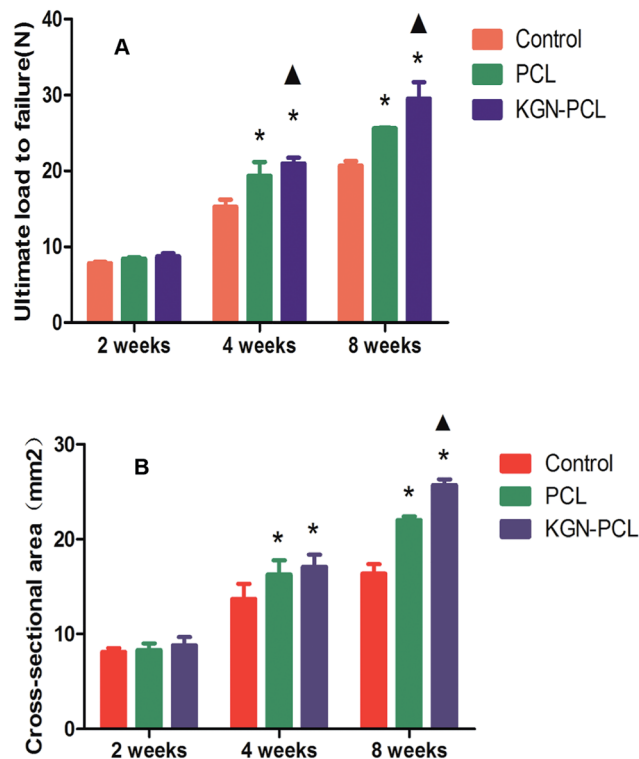 A
Ultimate load to failure(N)
40
30
20
10
0
* ▲ *
* ▲ *
2 weeks 4 weeks 8 weeks
Control
PCL
KGN-PCL
B
Cross-sectional area (mm2)
30
20
10
0
* *
* ▲ *
2 weeks 4 weeks 8 weeks
Control
PCL
KGN-PCL